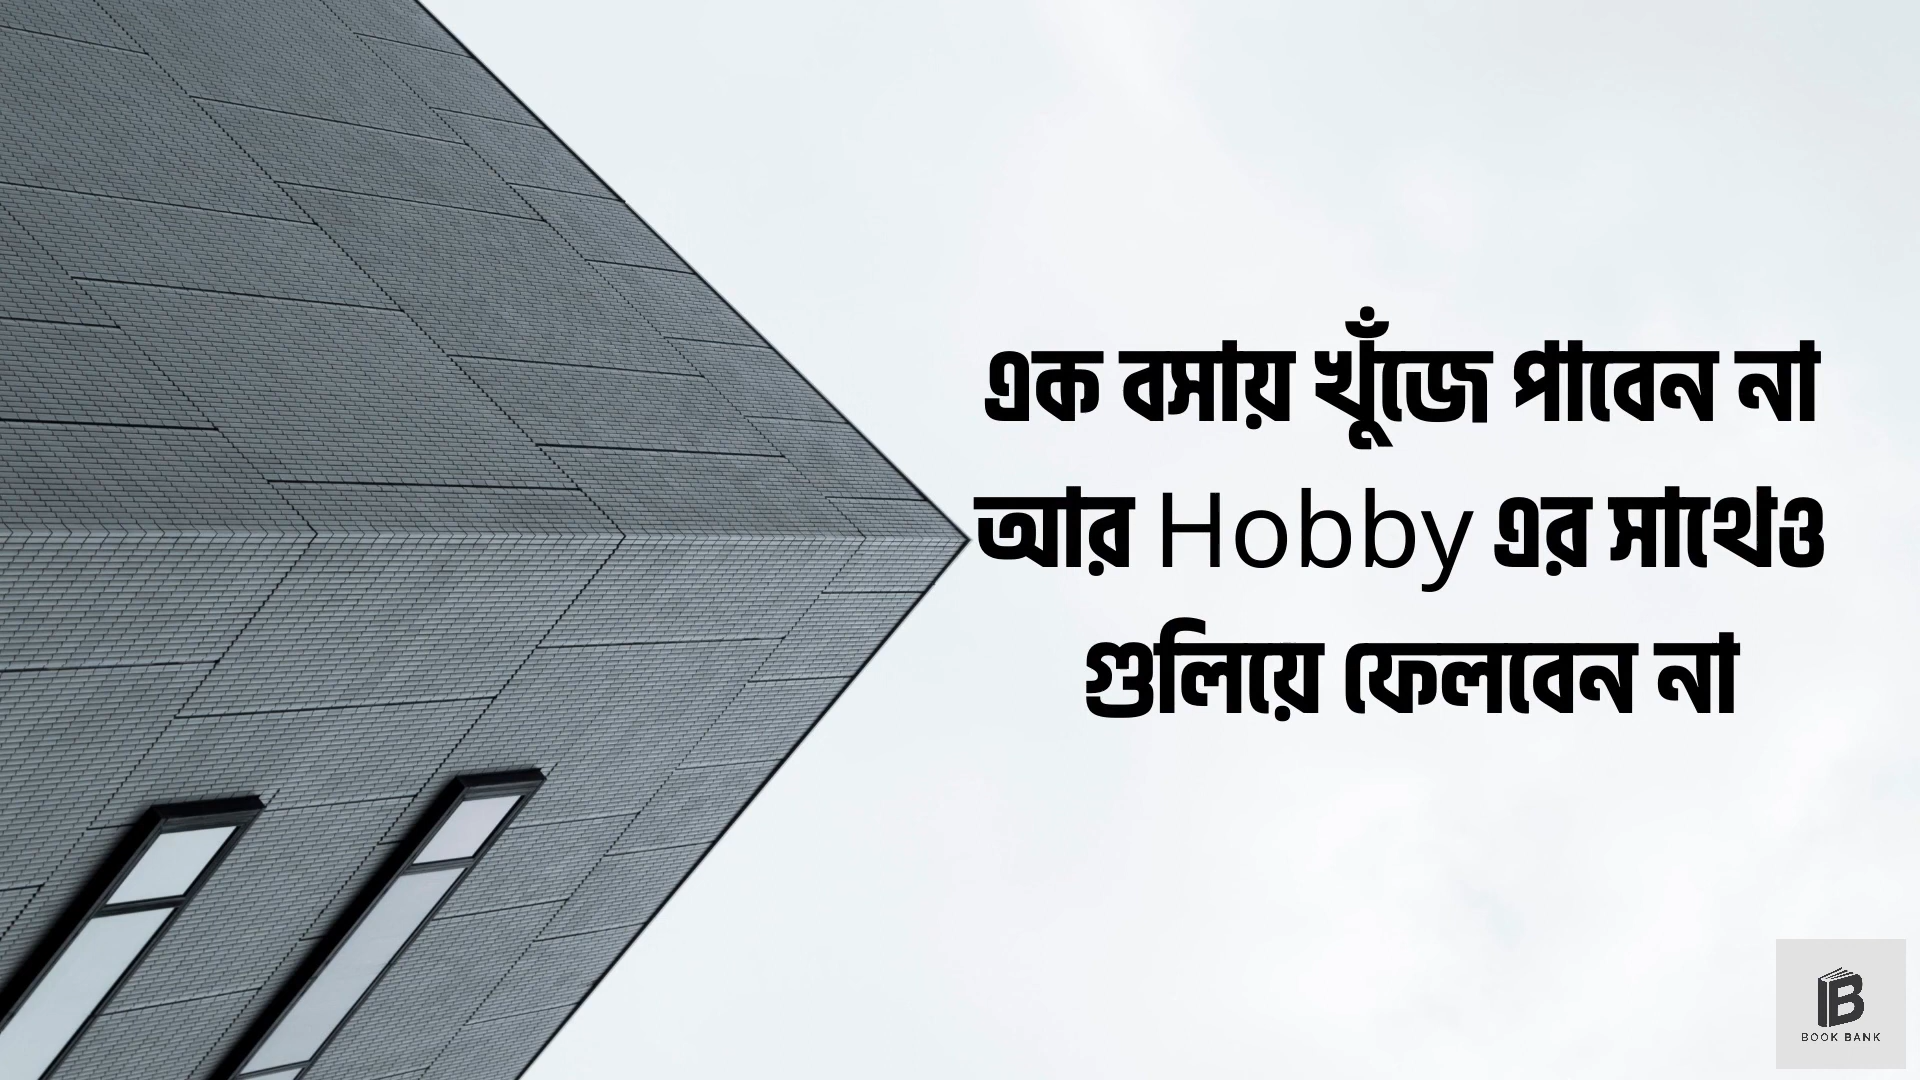 এক বসায় খুঁজে পাবেন না
আর Hobby এর সাথেও
গুলিয়ে ফেলবেন না
BOOK BANK